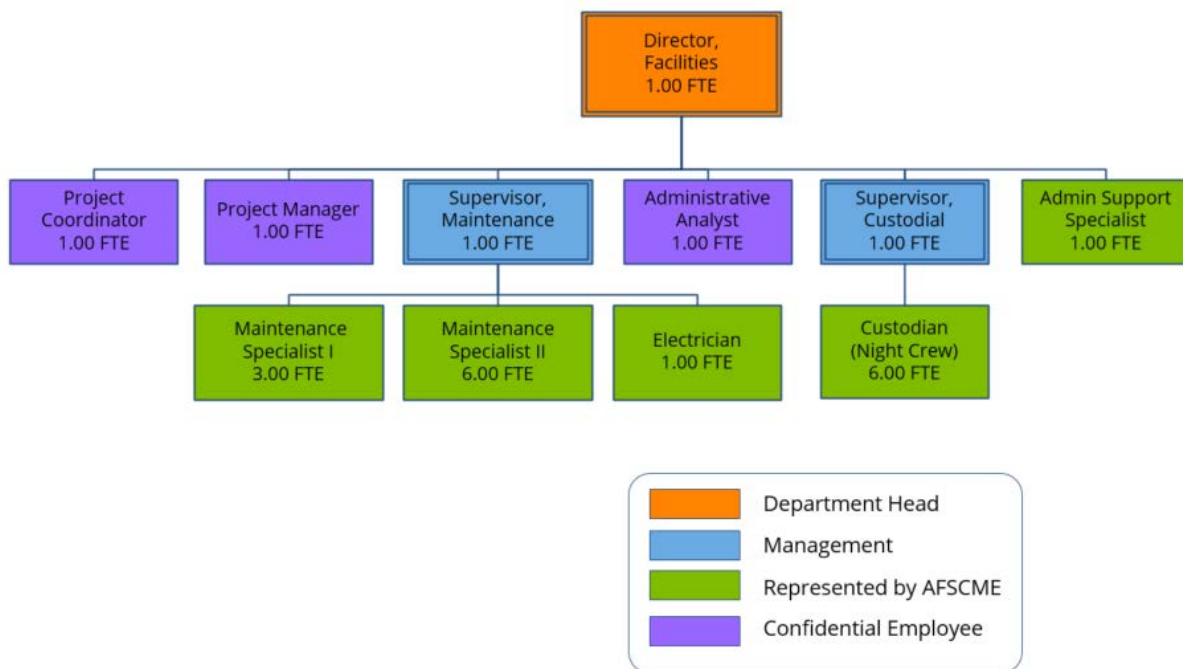 Director,
Facilities
1.00 FTE
Project
Coordinator
1.00 FTE
Project Manager
1.00 FTE
Supervisor,
Maintenance
1.00 FTE
Administrative
Analyst
1.00 FTE
Supervisor,
Custodial
1.00 FTE
Admin Support
Specialist
1.00 FTE
Maintenance
Specialist I
3.00 FTE
Maintenance
Specialist II
6.00 FTE
Electrician
1.00 FTE
Custodian
(Night Crew)
6.00 FTE
Department Head
Management
Represented by AFSCME
Confidential Employee